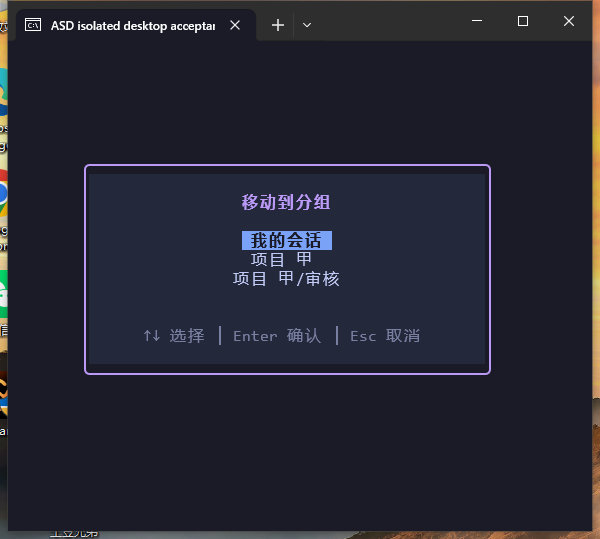 ASD isolated desktop acceptar
移动到分组
我的会话
项目 甲
项目 甲/审核
↑↓ 选择 | Enter 确认 | Esc 取消